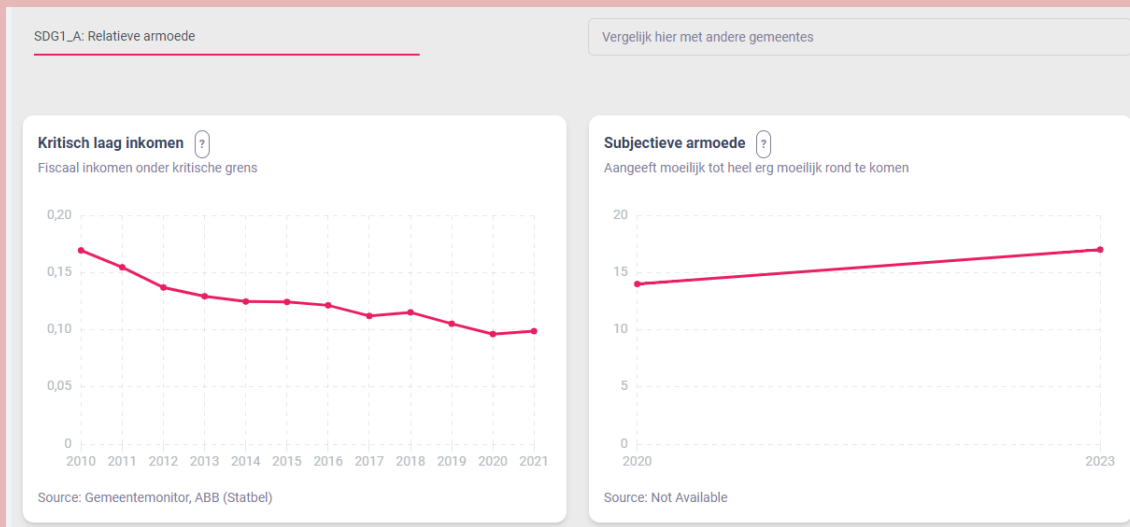 SDG1_A: Relatieve armoede
Vergelijk hier met andere gemeentes
Kritisch laag inkomen ?
Fiscaal inkomen onder kritische grens
0,20
0,15
0,10
0,05
0
2010 2011 2012 2013 2014 2015 2016 2017 2018 2019 2020 2021
Source: Gemeentemonitor, ABB (Statbel)
Subjectieve armoede ?
Aangeeft moeilijk tot heel erg moeilijk rond te komen
20
15
10
5
0
2020 2023
Source: Not Available